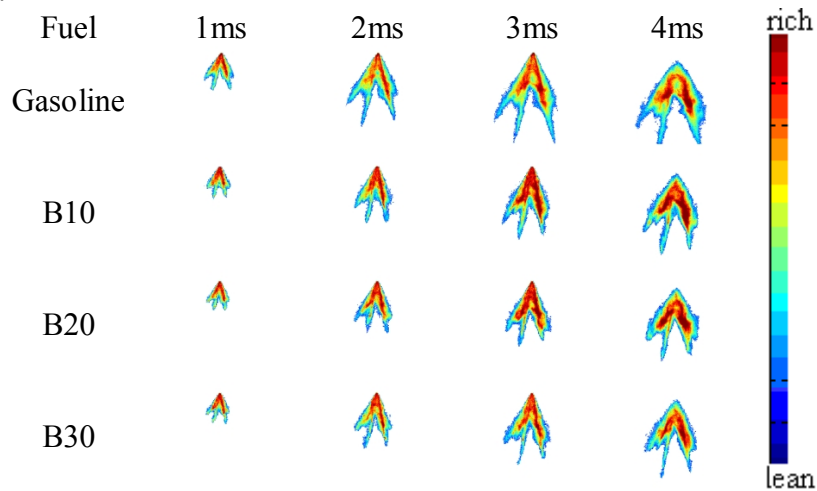 Fuel 1ms 2ms 3ms 4ms rich
Gasoline
B10
B20
B30
lean